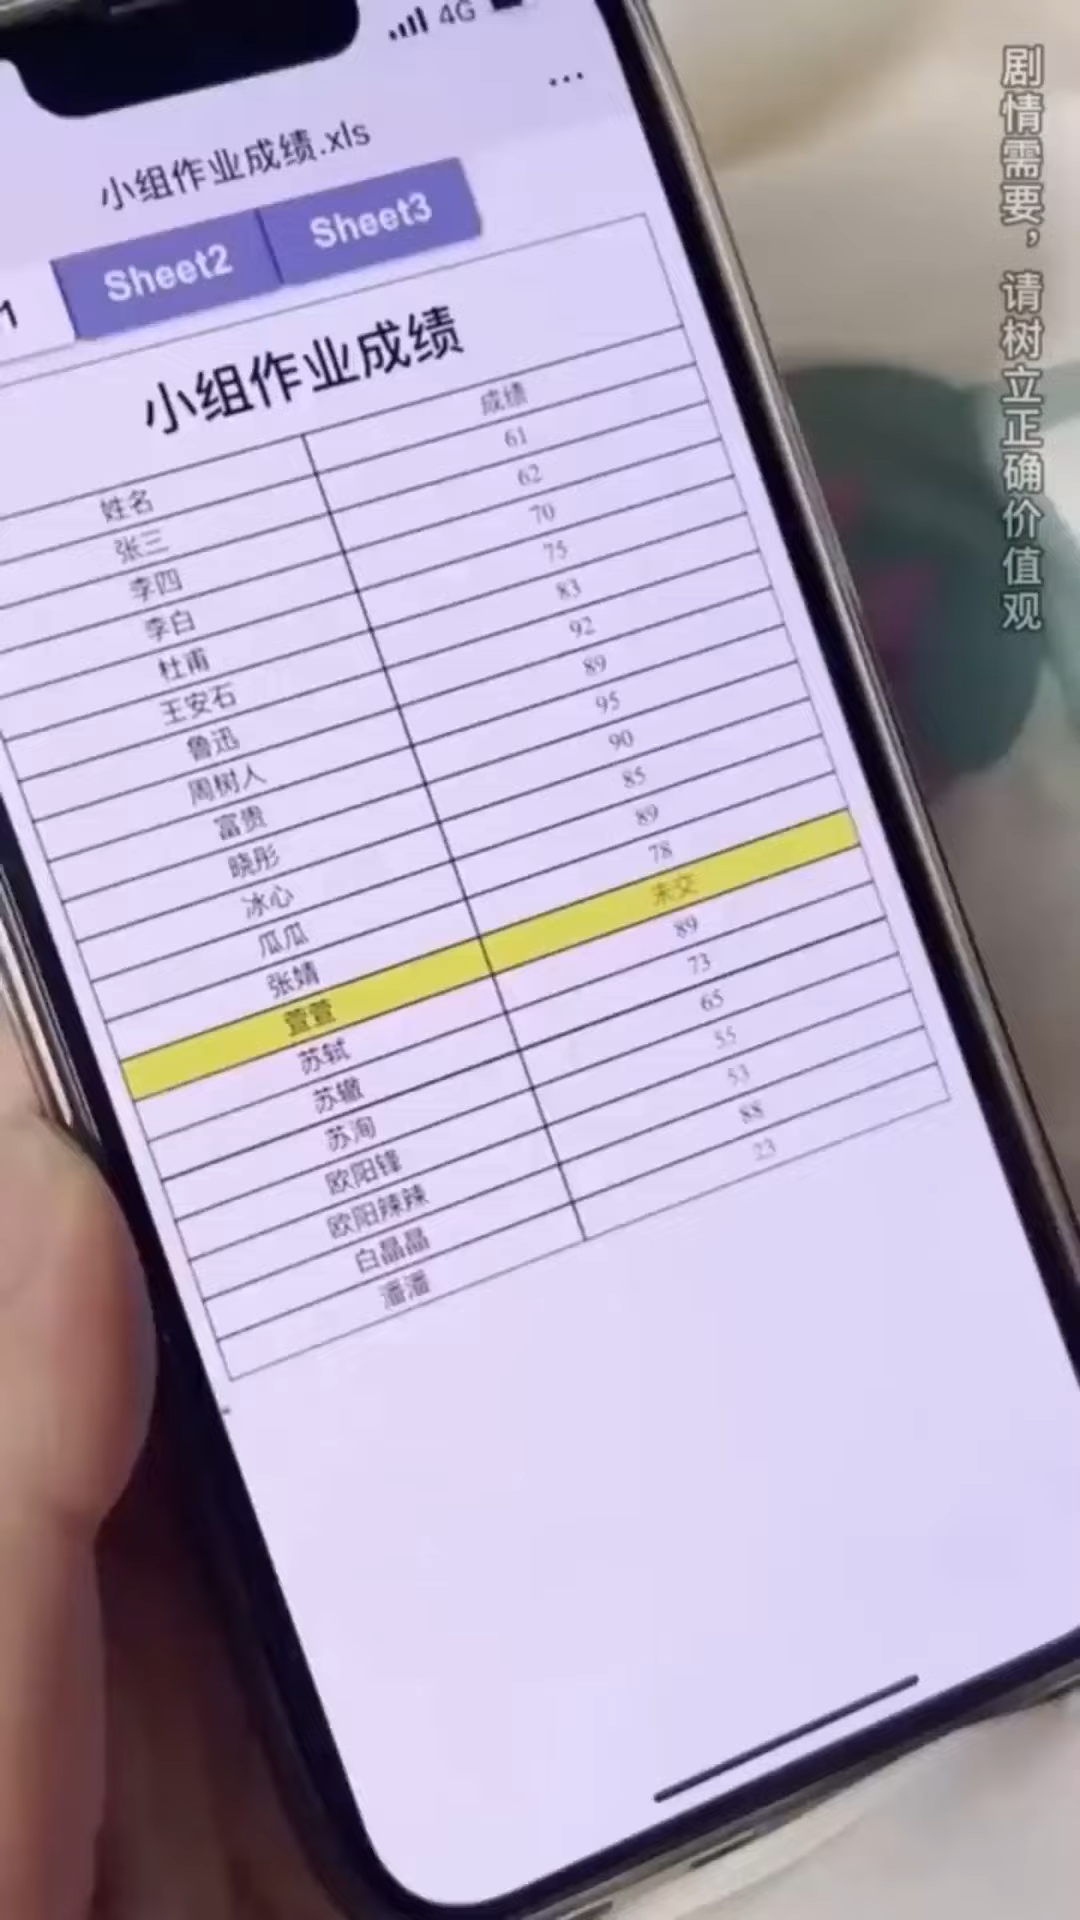 4G
小组作业成绩.xls
1 Sheet2 Sheet3
小组作业成绩
姓名 成绩
张三 61
李四 62
李白 70
杜甫 75
王安石 83
鲁迅 92
周树人 89
富贵 95
晓彤 90
冰心 85
瓜瓜 89
张婧 78
萱萱 未交
苏轼 89
苏辙 73
苏洵 65
欧阳锋 55
欧阳辣辣 53
白晶晶 88
潘潘 23
剧情需要，请树立正确价值观